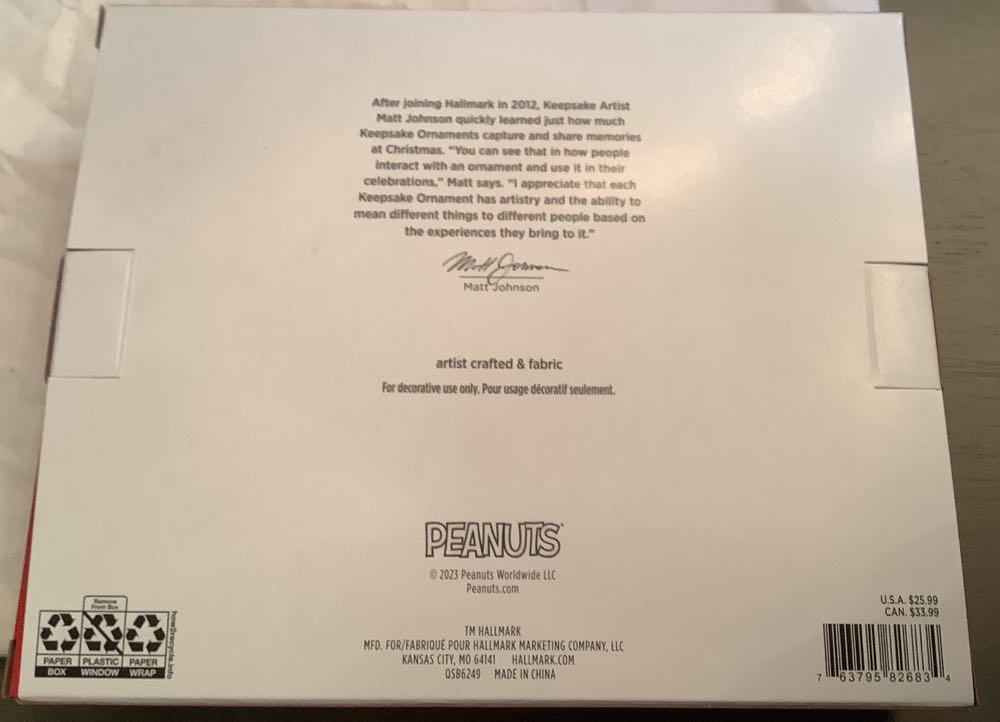 After joining Hallmark in 2012, Keepsake Artist
Matt Johnson quickly learned just how much
Keepsake Ornaments capture and share memories
at Christmas. “You can see that in how people
interact with an ornament and use it in their
celebrations,” Matt says. “I appreciate that each
Keepsake Ornament has artistry and the ability to
mean different things to different people based on
the experiences they bring to it.”
Matt Johnson
Matt Johnson
artist crafted & fabric
For decorative use only. Pour usage décoratif seulement.
PEANUTS
© 2023 Peanuts Worldwide LLC
Peanuts.com
TM HALLMARK
MFD. FOR/FABRIQUÉ POUR HALLMARK MARKETING COMPANY, LLC
KANSAS CITY, MO 64141 HALLMARK.COM
QSB6249 MADE IN CHINA
Remove
From Box
PAPER
BOX
PLASTIC
WINDOW
PAPER
WRAP
how2recycle.info
U.S.A. $25.99
CAN. $33.99
7 63795 82683 4